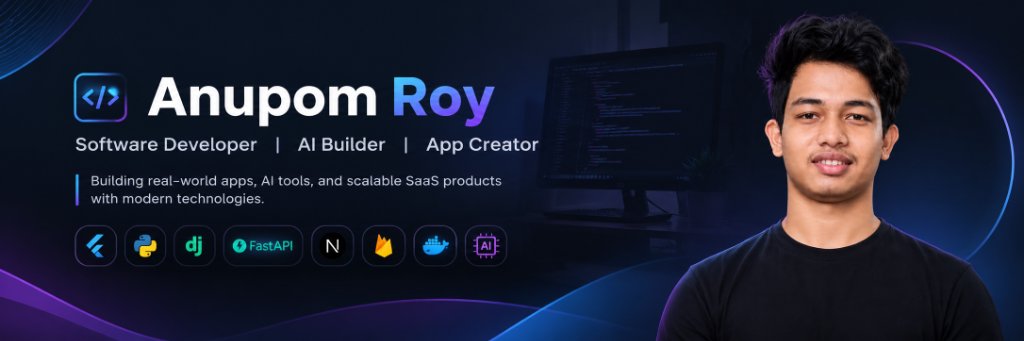 </>
Anupom Roy
Software Developer | AI Builder | App Creator
Building real-world apps, AI tools, and scalable SaaS products
with modern technologies.
dj FastAPI N AI